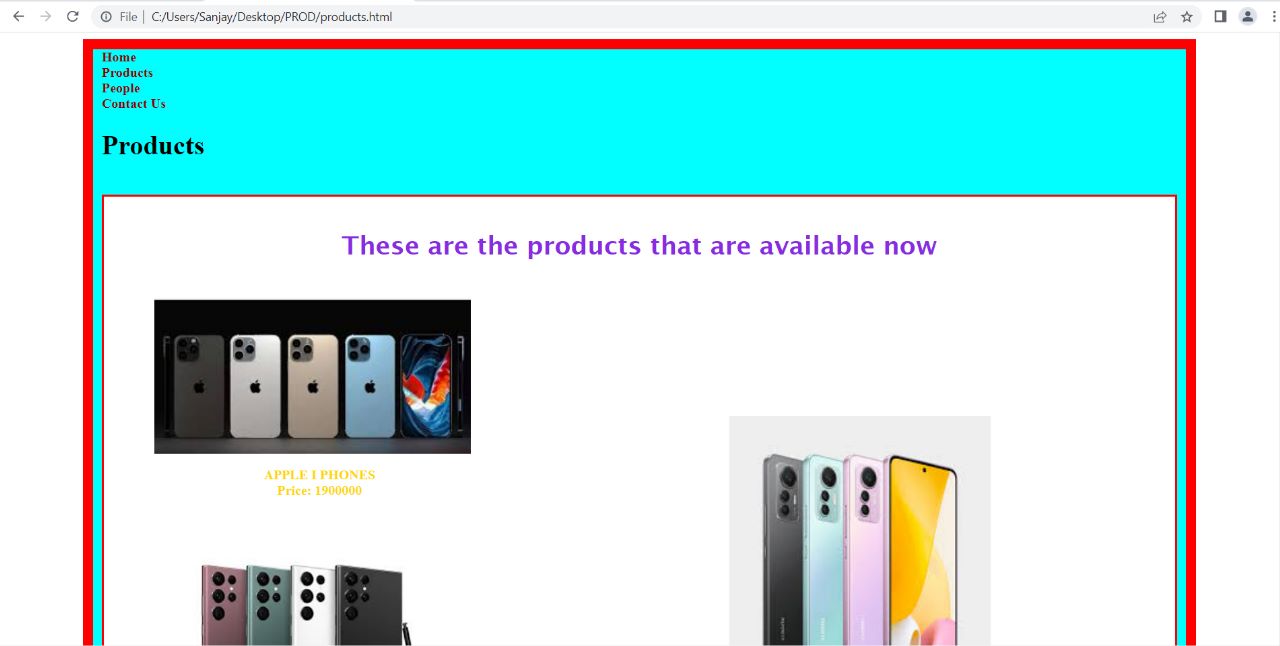 File
C:/Users/Sanjay/Desktop/PROD/products.html
Home
Products
People
Contact Us
Products
These are the products that are available now
APPLE I PHONES
Price: 1900000